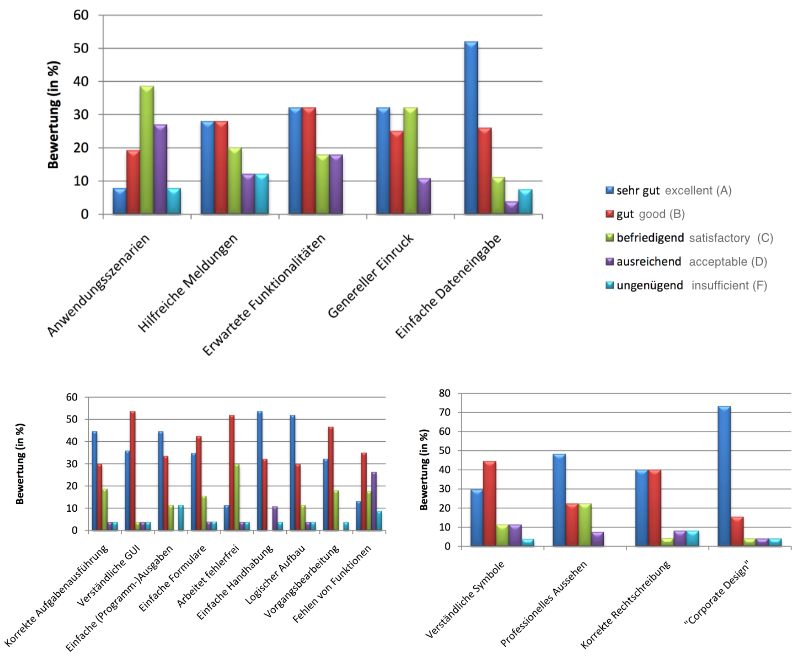 60
50
40
30
20
10
0
Bewertung (in %)
Anwendungsszenarien
Hilfreiche Meldungen
Erwartete Funktionalitäten
Genereller Einruck
Einfache Dateneingabe
sehr gut excellent (A)
gut good (B)
befriedigend satisfactory (C)
ausreichend acceptable (D)
ungenügend insufficient (F)
60
50
40
30
20
10
0
Bewertung (in %)
Korrekte Aufgabenausführung
Verständliche GUI
Einfache (Programm-)Ausgaben
Einfache Formulare
Arbeitet fehlerfrei
Einfache Handhabung
Logischer Aufbau
Vorgangsbearbeitung
Fehlen von Funktionen
80
70
60
50
40
30
20
10
0
Bewertung (in %)
Verständliche Symbole
Professionelles Aussehen
Korrekte Rechtschreibung
"Corporate Design"